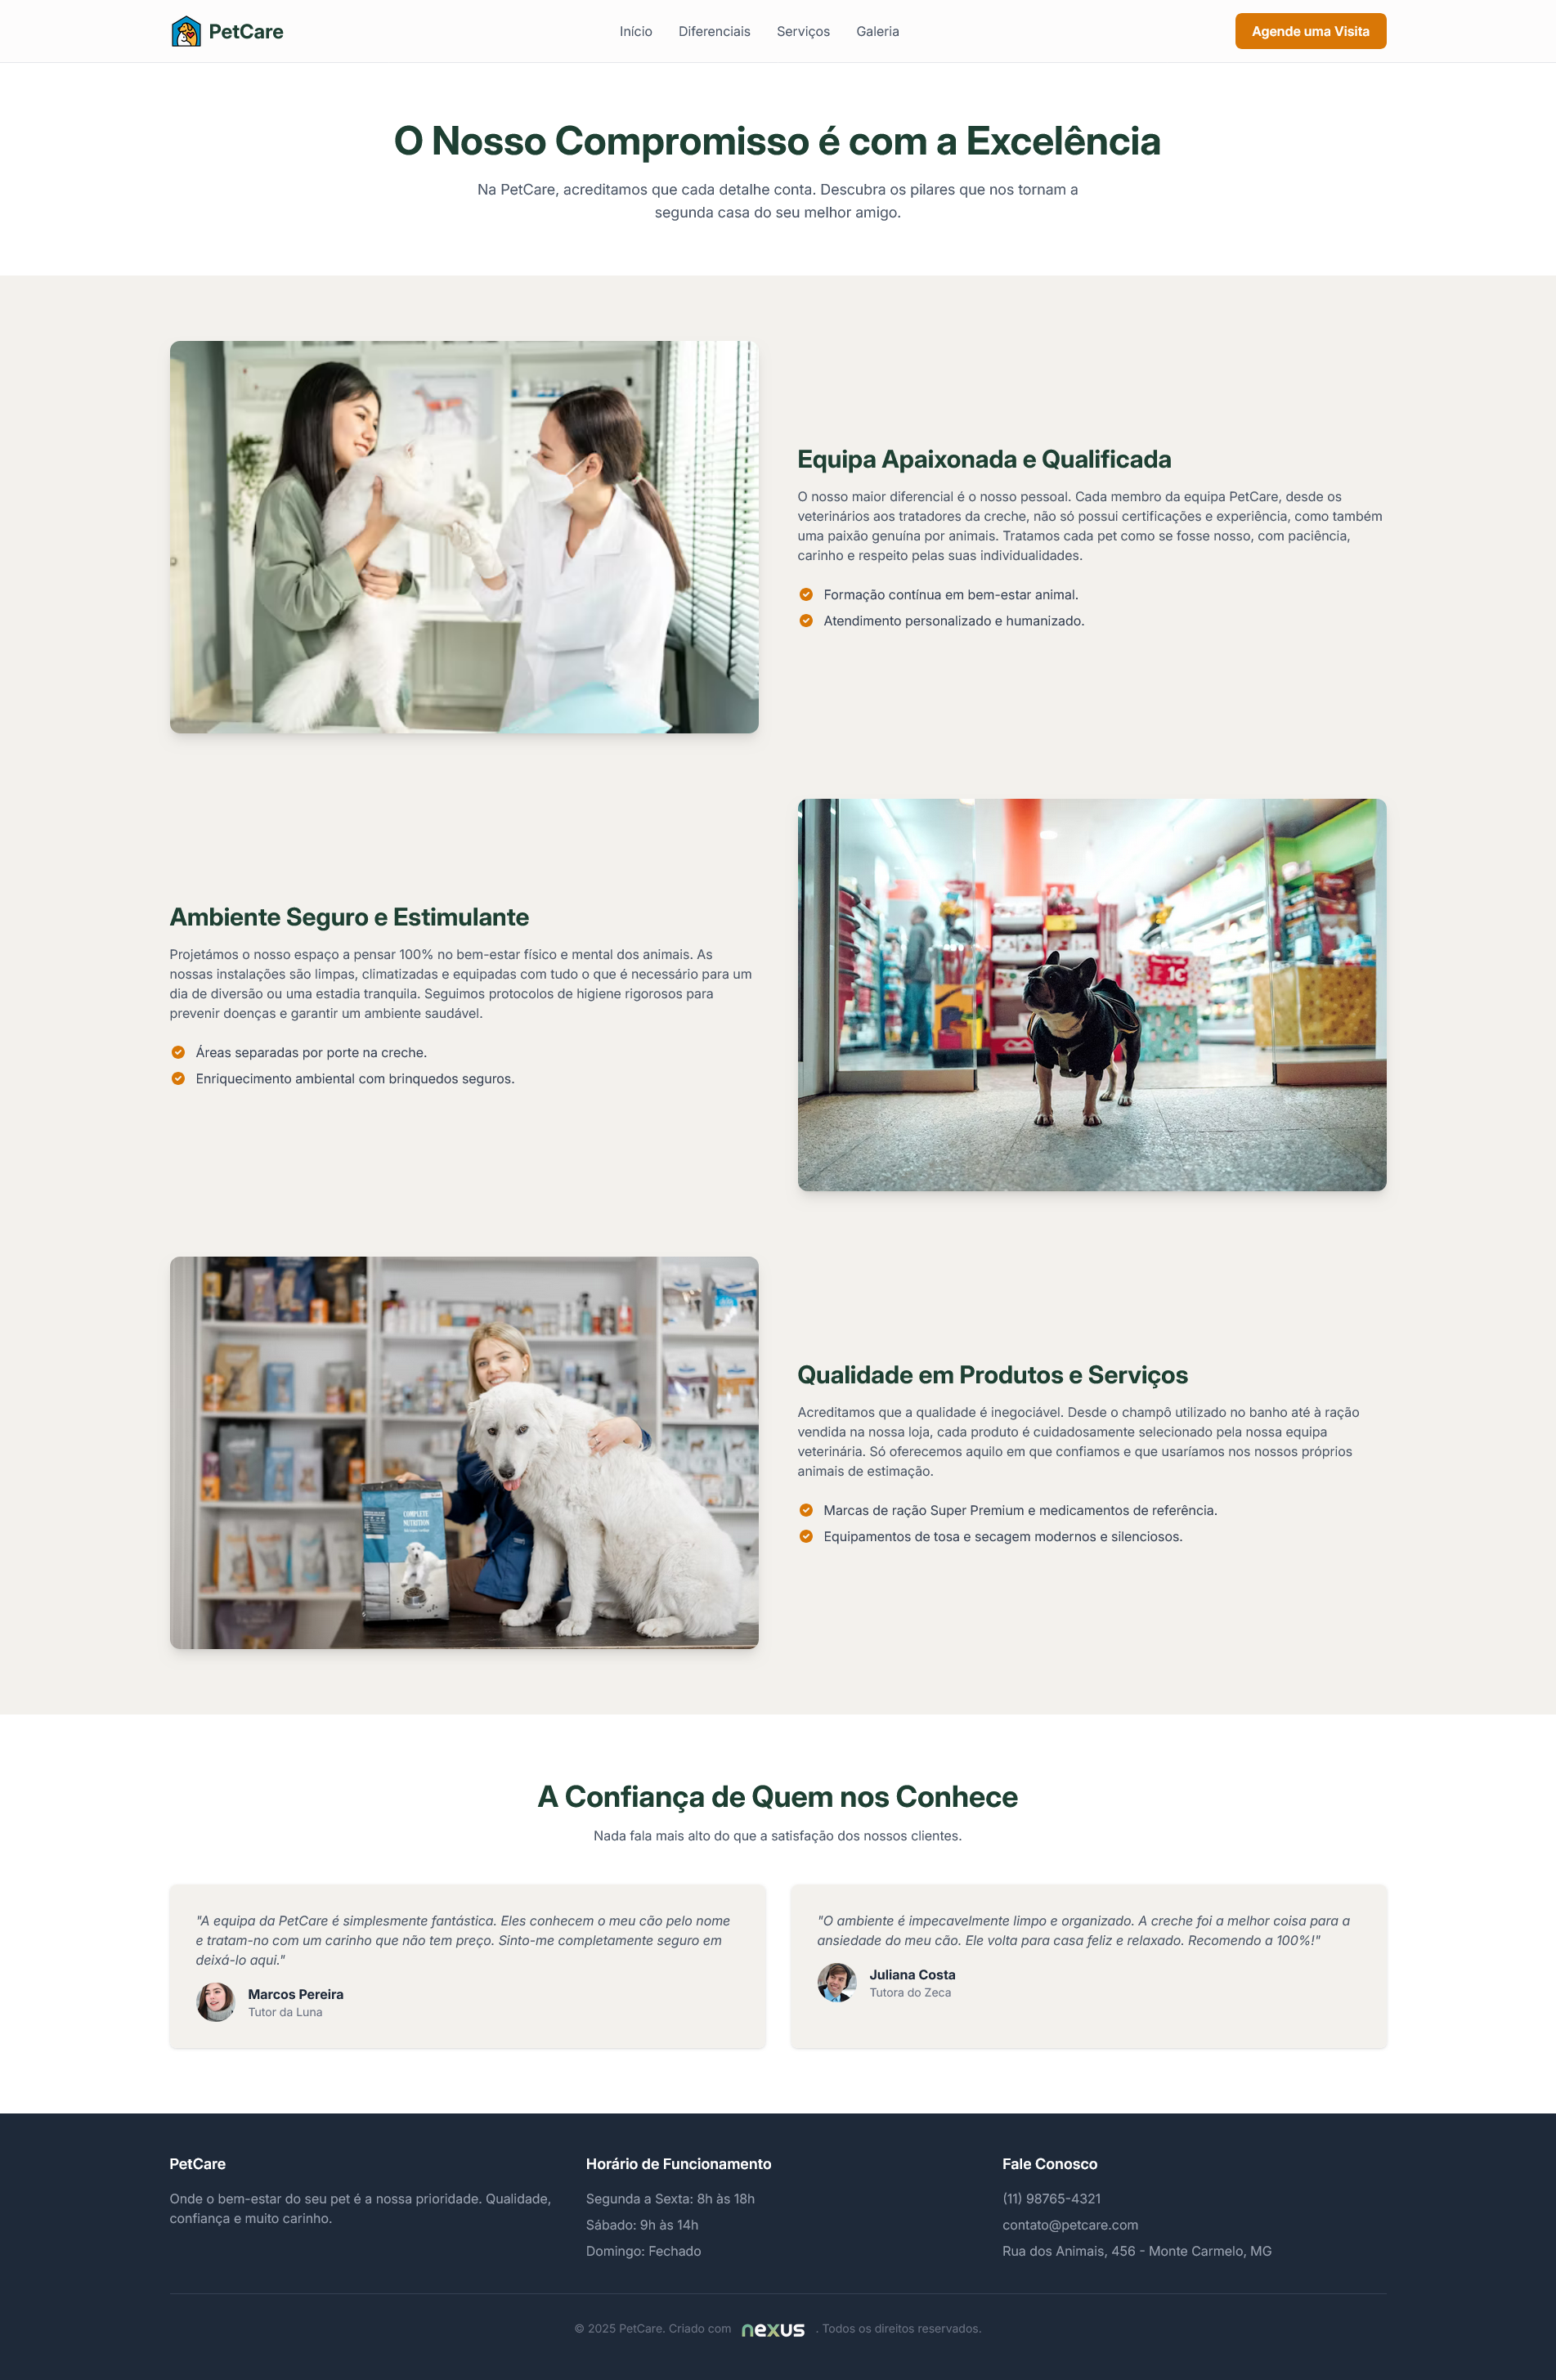 PetCare
Início
Diferenciais
Serviços
Galeria
Agende uma Visita
O Nosso Compromisso é com a Excelência
Na PetCare, acreditamos que cada detalhe conta. Descubra os pilares que nos tornam a
segunda casa do seu melhor amigo.
Equipa Apaixonada e Qualificada
O nosso maior diferencial é o nosso pessoal. Cada membro da equipa PetCare, desde os
veterinários aos tratadores da creche, não só possui certificações e experiência, como também
uma paixão genuína por animais. Tratamos cada pet como se fosse nosso, com paciência,
carinho e respeito pelas suas individualidades.
Formação contínua em bem-estar animal.
Atendimento personalizado e humanizado.
Ambiente Seguro e Estimulante
Projetámos o nosso espaço a pensar 100% no bem-estar físico e mental dos animais. As
nossas instalações são limpas, climatizadas e equipadas com tudo o que é necessário para um
dia de diversão ou uma estadia tranquila. Seguimos protocolos de higiene rigorosos para
prevenir doenças e garantir um ambiente saudável.
Áreas separadas por porte na creche.
Enriquecimento ambiental com brinquedos seguros.
1€
COMPLETE
NUTRITION
Qualidade em Produtos e Serviços
Acreditamos que a qualidade é inegociável. Desde o champô utilizado no banho até à ração
vendida na nossa loja, cada produto é cuidadosamente selecionado pela nossa equipa
veterinária. Só oferecemos aquilo em que confiamos e que usaríamos nos nossos próprios
animais de estimação.
Marcas de ração Super Premium e medicamentos de referência.
Equipamentos de tosa e secagem modernos e silenciosos.
A Confiança de Quem nos Conhece
Nada fala mais alto do que a satisfação dos nossos clientes.
"A equipa da PetCare é simplesmente fantástica. Eles conhecem o meu cão pelo nome
e tratam-no com um carinho que não tem preço. Sinto-me completamente seguro em
deixá-lo aqui."
Marcos Pereira
Tutor da Luna
"O ambiente é impecavelmente limpo e organizado. A creche foi a melhor coisa para a
ansiedade do meu cão. Ele volta para casa feliz e relaxado. Recomendo a 100%!"
Juliana Costa
Tutora do Zeca
PetCare
Onde o bem-estar do seu pet é a nossa prioridade. Qualidade,
confiança e muito carinho.
Horário de Funcionamento
Segunda a Sexta: 8h às 18h
Sábado: 9h às 14h
Domingo: Fechado
Fale Conosco
(11) 98765-4321
contato@petcare.com
Rua dos Animais, 456 - Monte Carmelo, MG
© 2025 PetCare. Criado com nexus . Todos os direitos reservados.